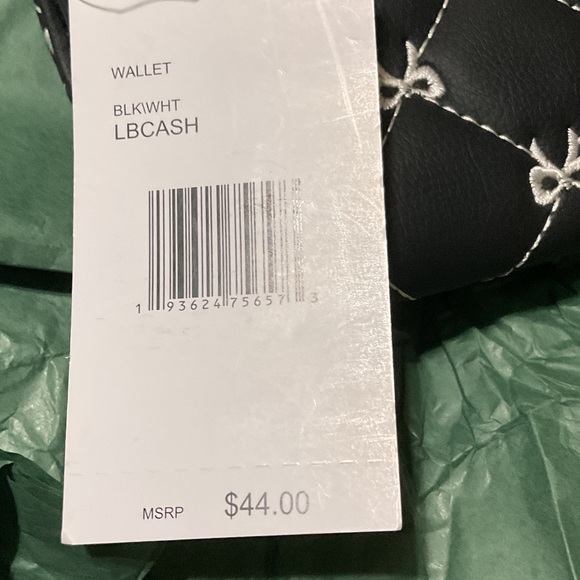 WALLET
BLK\WHT
LBCASH
1 93624 75657 3
MSRP $44.00